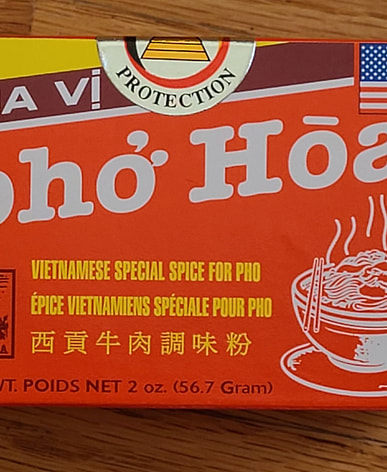 PROTECTION
A VỊ
phở Hòa
VIETNAMESE SPECIAL SPICE FOR PHO
ÉPICE VIETNAMIENS SPÉCIALE POUR PHO
西貢牛肉調味粉
WT. POIDS NET 2 oz. (56.7 Gram)